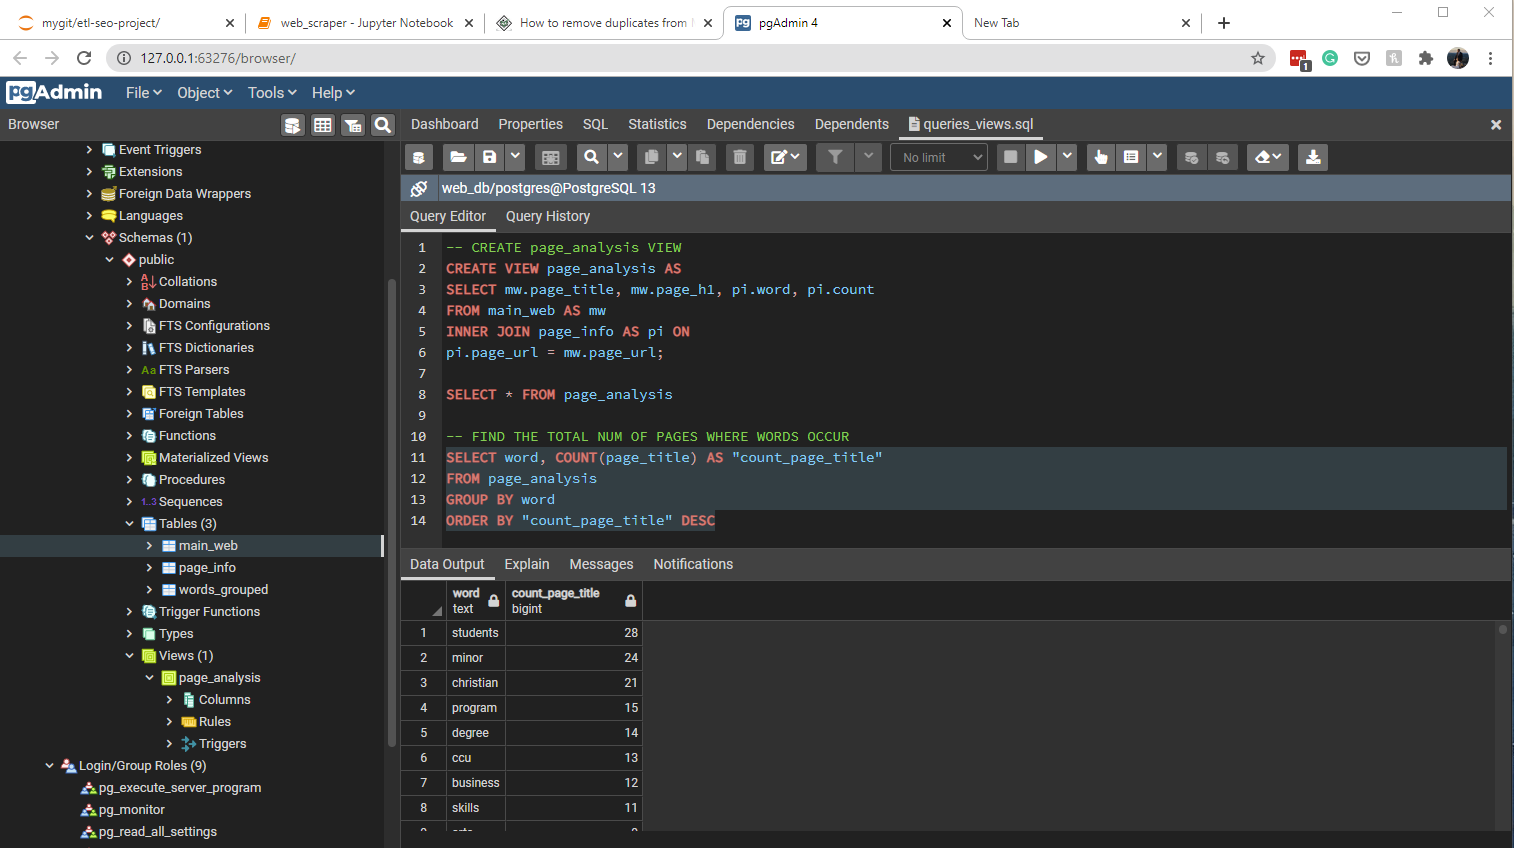 mygit/etl-seo-project/
web_scraper - Jupyter Notebook
How to remove duplicates from
pgAdmin 4
New Tab
127.0.0.1:63276/browser/
1
pgAdmin
File
Object
Tools
Help
Browser
Dashboard
Properties
SQL
Statistics
Dependencies
Dependents
queries_views.sql
Event Triggers
Extensions
Foreign Data Wrappers
Languages
Schemas (1)
public
Collations
Domains
FTS Configurations
FTS Dictionaries
Aa FTS Parsers
FTS Templates
Foreign Tables
Functions
Materialized Views
Procedures
1..3 Sequences
Tables (3)
main_web
page_info
words_grouped
Trigger Functions
Types
Views (1)
page_analysis
Columns
Rules
Triggers
Login/Group Roles (9)
pg_execute_server_program
pg_monitor
pg_read_all_settings
No limit
web_db/postgres@PostgreSQL 13
Query Editor
Query History
1 -- CREATE page_analysis VIEW
2 CREATE VIEW page_analysis AS
3 SELECT mw.page_title, mw.page_h1, pi.word, pi.count
4 FROM main_web AS mw
5 INNER JOIN page_info AS pi ON
6 pi.page_url = mw.page_url;
7
8 SELECT * FROM page_analysis
9
10 -- FIND THE TOTAL NUM OF PAGES WHERE WORDS OCCUR
11 SELECT word, COUNT(page_title) AS "count_page_title"
12 FROM page_analysis
13 GROUP BY word
14 ORDER BY "count_page_title" DESC
Data Output
Explain
Messages
Notifications
word text
count_page_title bigint
1 students 28
2 minor 24
3 christian 21
4 program 15
5 degree 14
6 ccu 13
7 business 12
8 skills 11